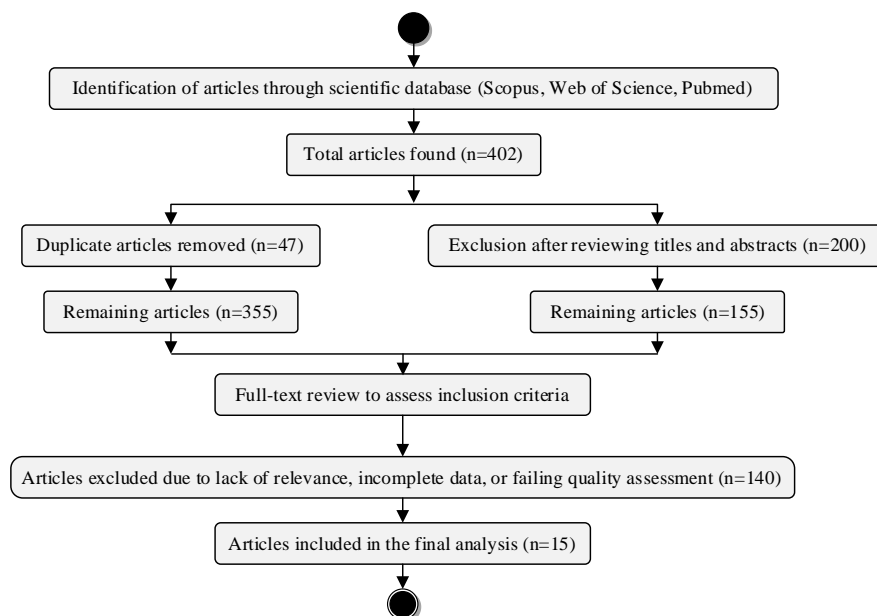 Identification of articles through scientific database (Scopus, Web of Science, Pubmed)
Total articles found (n=402)
Duplicate articles removed (n=47)
Exclusion after reviewing titles and abstracts (n=200)
Remaining articles (n=355)
Remaining articles (n=155)
Full-text review to assess inclusion criteria
Articles excluded due to lack of relevance, incomplete data, or failing quality assessment (n=140)
Articles included in the final analysis (n=15)